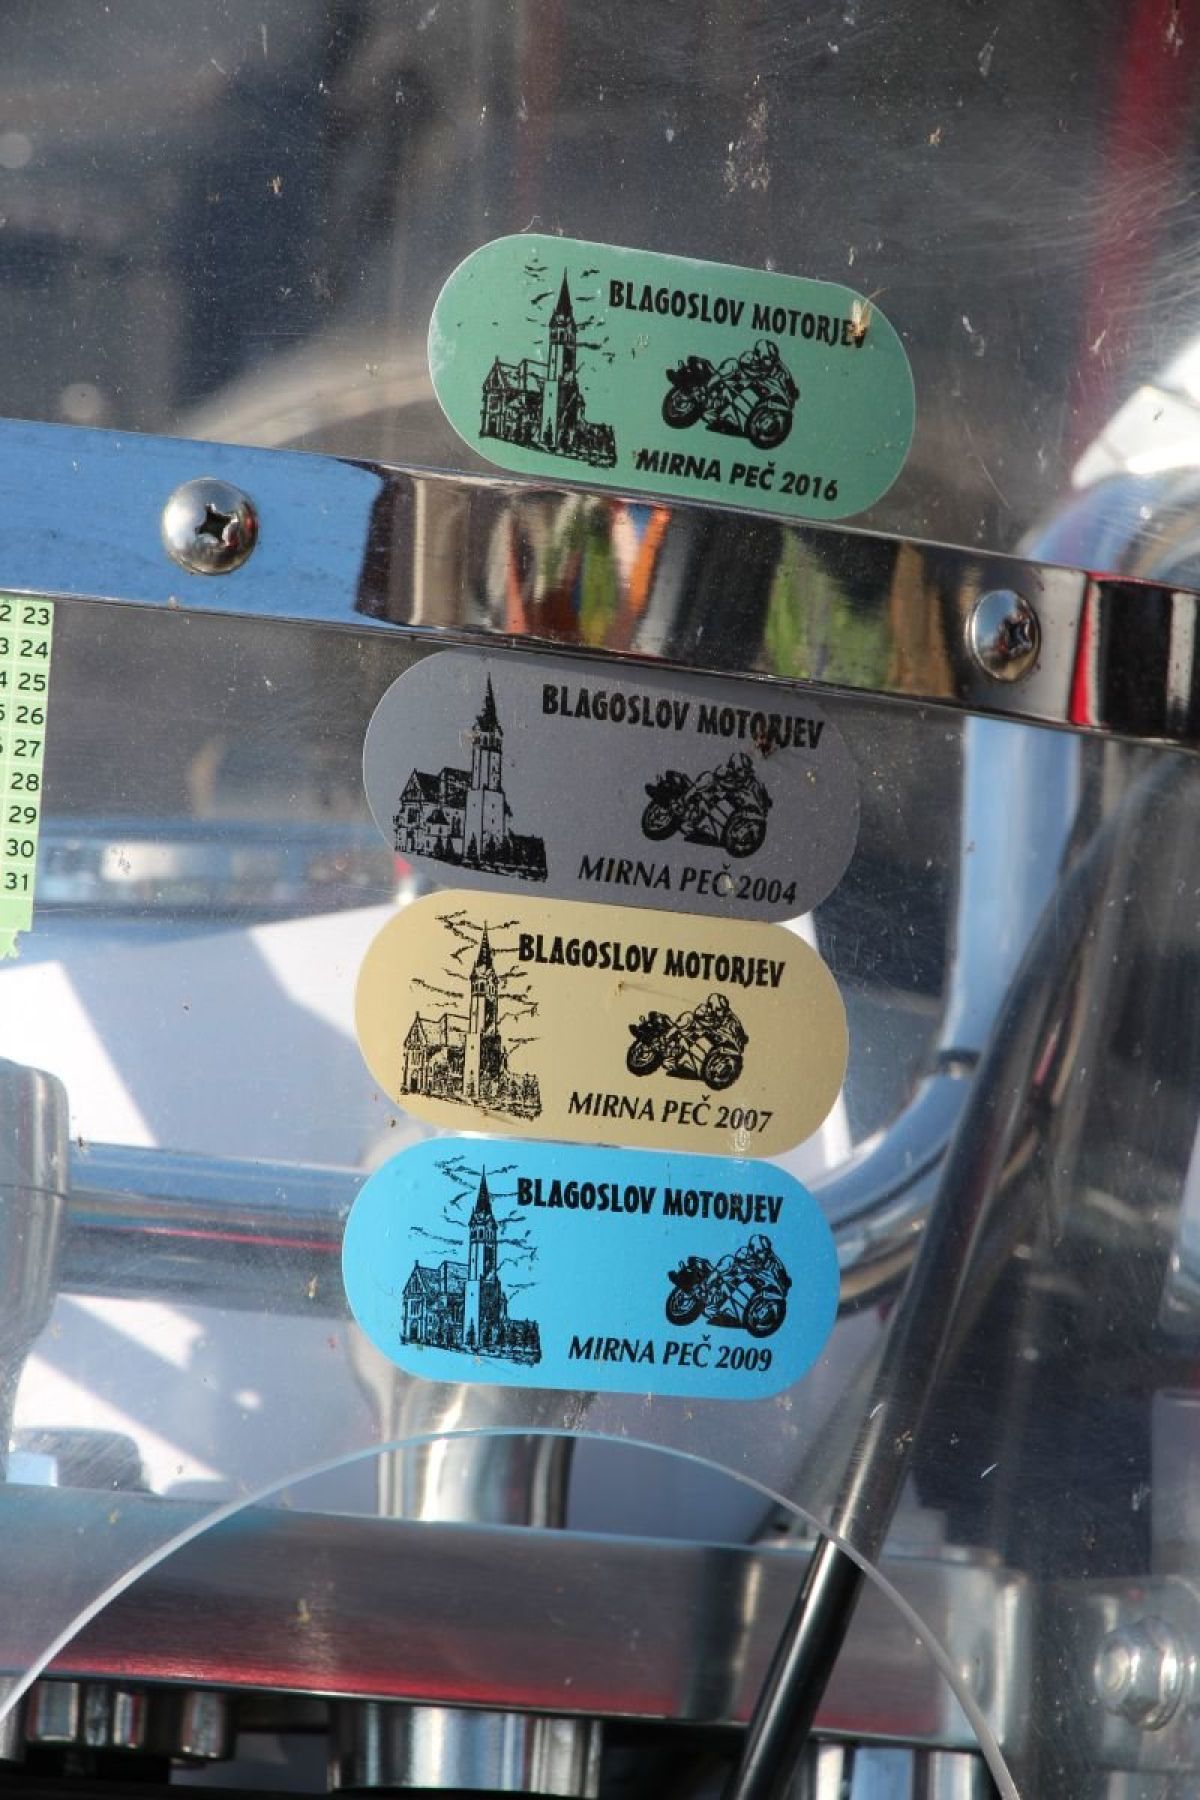 BLAGOSLOV MOTORJEV
MIRNA PEČ 2016
23
24
25
26
27
28
29
30
31
BLAGOSLOV MOTORJEV
MIRNA PEČ 2004
BLAGOSLOV MOTORJEV
MIRNA PEČ 2007
BLAGOSLOV MOTORJEV
MIRNA PEČ 2009